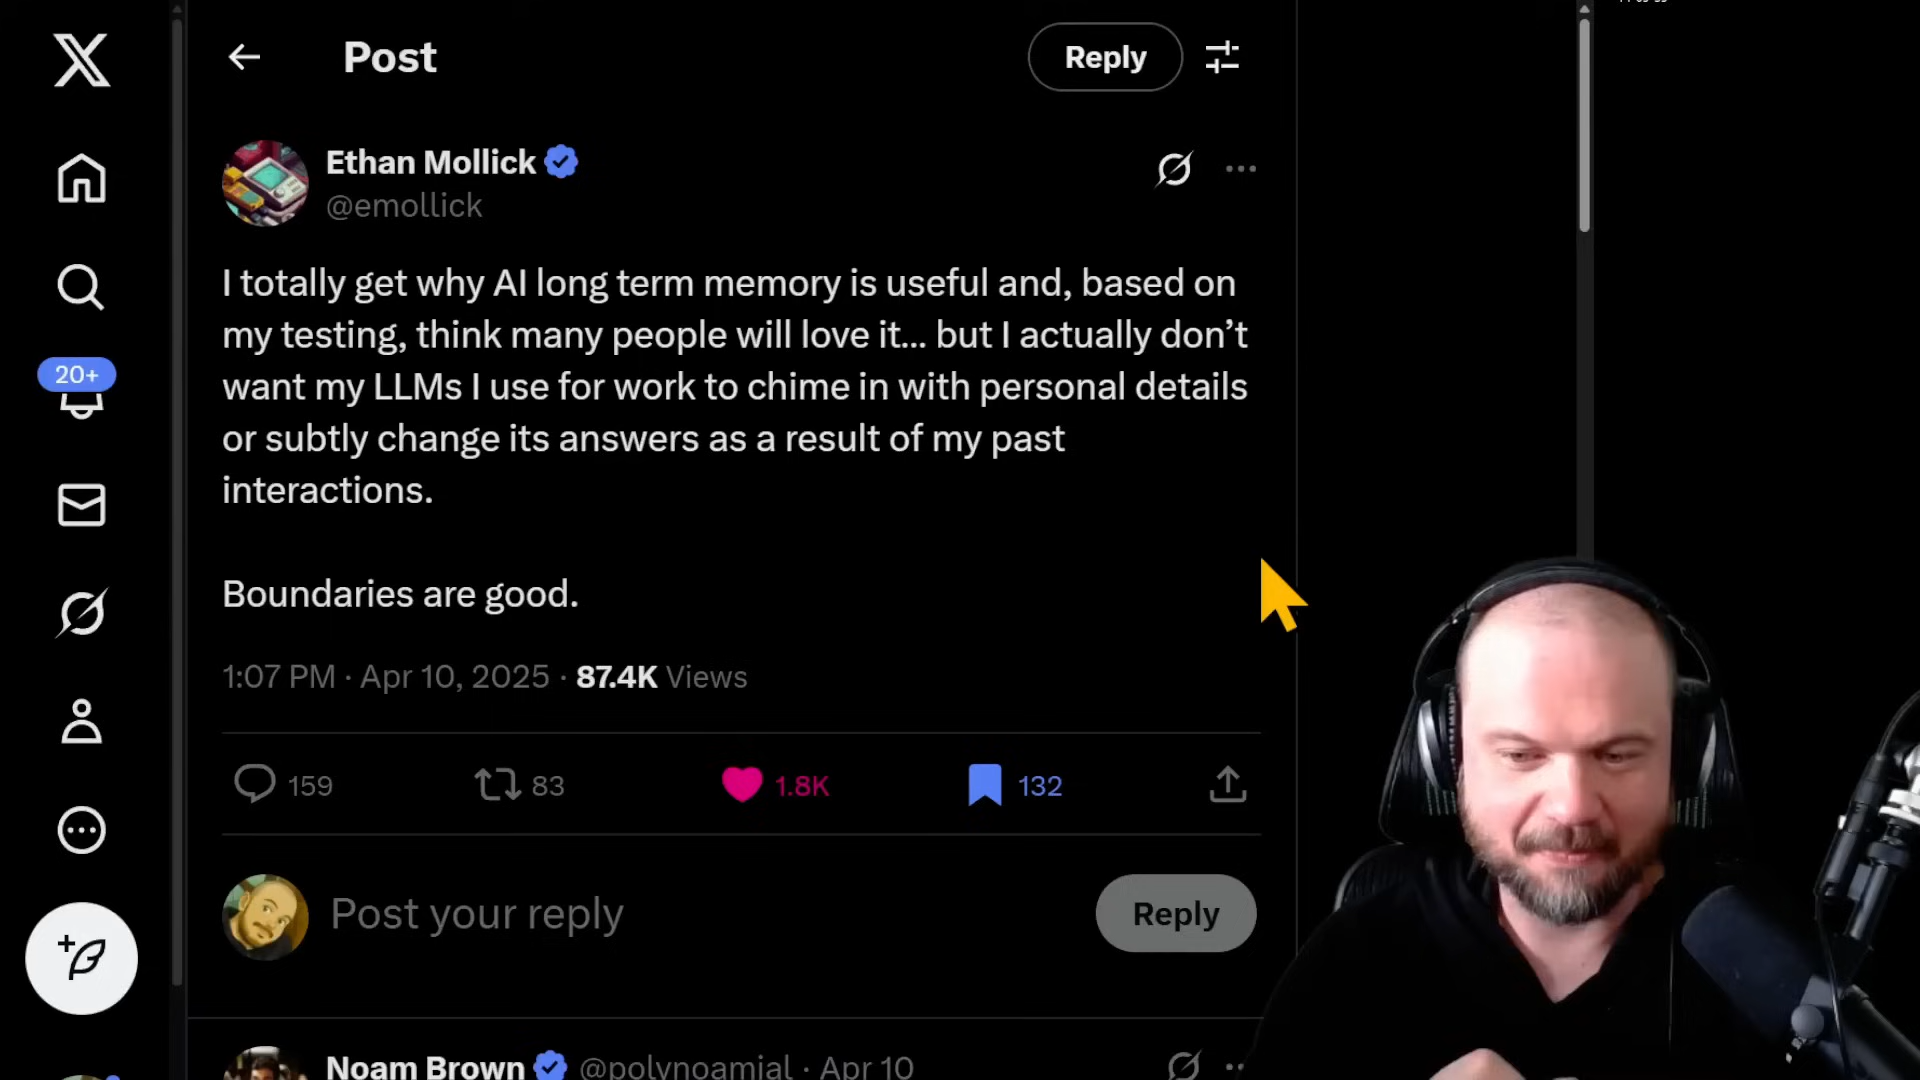 Post
Reply
Ethan Mollick
@emollick
I totally get why AI long term memory is useful and, based on
my testing, think many people will love it... but I actually don’t
want my LLMs I use for work to chime in with personal details
or subtly change its answers as a result of my past
interactions.
Boundaries are good.
20+
1:07 PM · Apr 10, 2025 · 87.4K Views
159 83 1.8K 132
Post your reply
Reply
Noam Brown @polynoamial · Apr 10